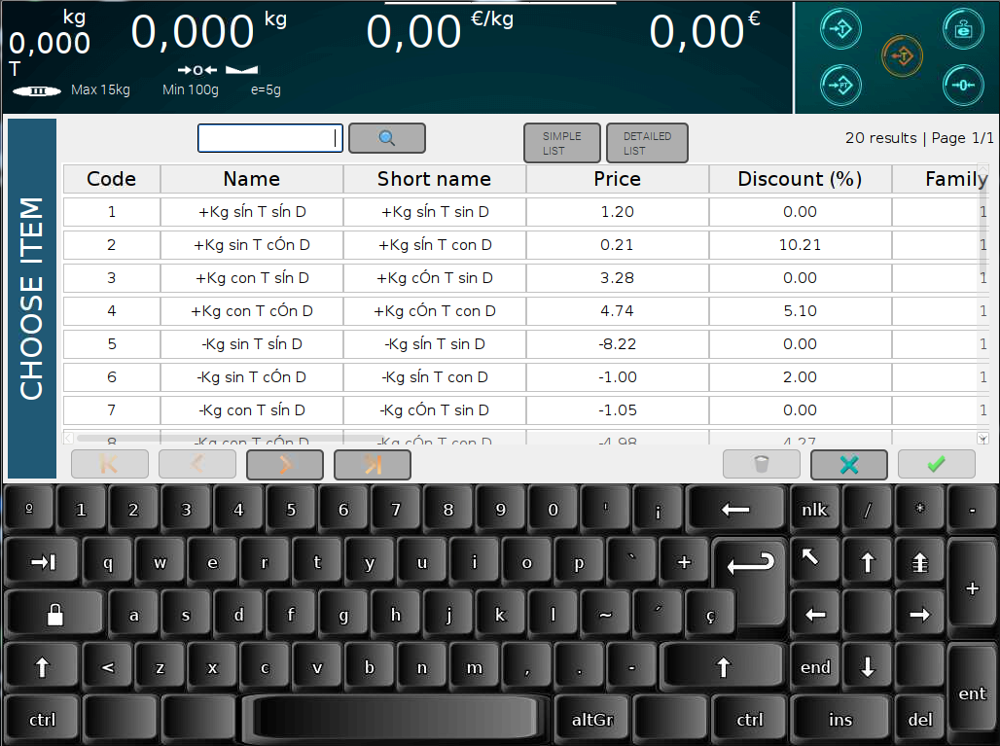 kg
0,000
T
0,000 kg
0,00 €/kg
0,00 €
→O←
Max 15kg Min 100g e=5g
III
→T
←T
→PT
e
→0←
CHOOSE ITEM
SIMPLE LIST
DETAILED LIST
20 results | Page 1/1
Code Name Short name Price Discount (%) Family
1 +Kg sÍn T sÍn D +Kg sÍn T sin D 1.20 0.00 1
2 +Kg sin T cÓn D +Kg sÍn T con D 0.21 10.21 1
3 +Kg con T sÍn D +Kg cÓn T sin D 3.28 0.00 1
4 +Kg con T cÓn D +Kg cÓn T con D 4.74 5.10 1
5 -Kg sin T sÍn D -Kg sÍn T sin D -8.22 0.00 1
6 -Kg sin T cÓn D -Kg sÍn T con D -1.00 2.00 1
7 -Kg con T sÍn D -Kg cÓn T sin D -1.05 0.00 1
8 -Kg con T cÓn D -Kg cÓn T con D -4.98 4.27
º 1 2 3 4 5 6 7 8 9 0 ' ¡ ← nlk / * -
→I q w e r t y u i o p ` + ↖ ↑ +
a s d f g h j k l ~ ´ ç ← →
↑ < z x c v b n m , . - ↑ end ↓ ent
ctrl altGr ctrl ins del